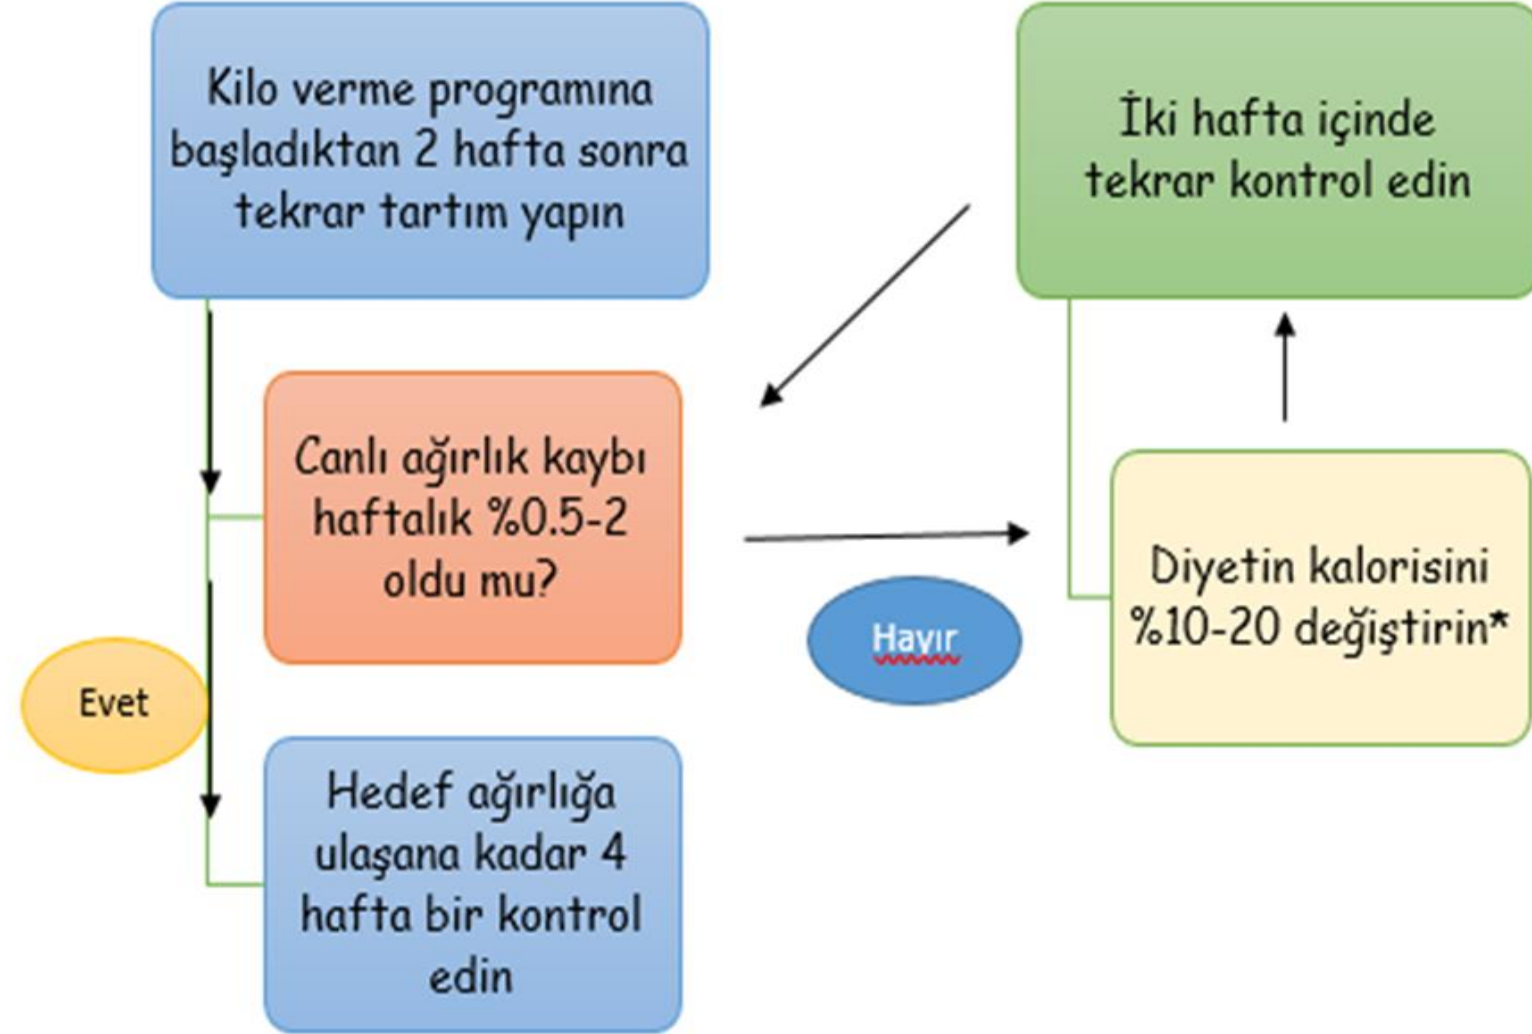 Kilo verme programına
başladıktan 2 hafta sonra
tekrar tartım yapın
Canlı ağırlık kaybı
haftalık %0.5-2
oldu mu?
Evet
Hedef ağırlığa
ulaşana kadar 4
hafta bir kontrol
edin
Hayır
Diyetin kalorisini
%10-20 değiştirin*
İki hafta içinde
tekrar kontrol edin